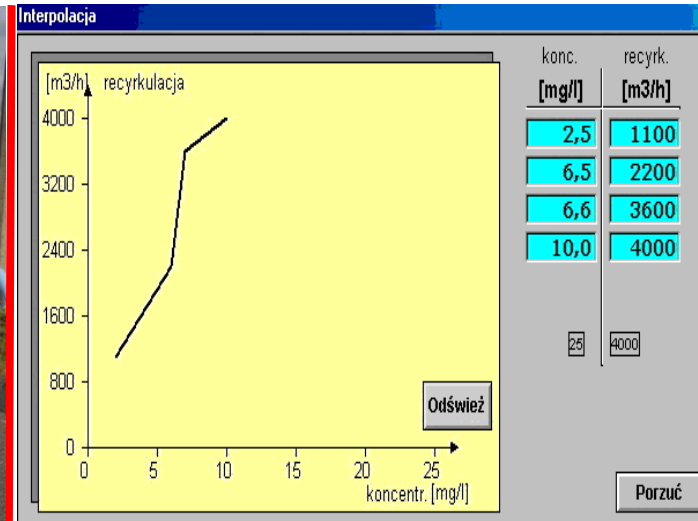 Interpolacja
[m3/h] recyrkulacja
4000
3200
2400
1600
800
0
0 5 10 15 20 25
koncentr. [mg/l]
Odśwież
konc. recyrk.
[mg/l] [m3/h]
2,5 1100
6,5 2200
6,6 3600
10,0 4000
25 4000
Porzuć